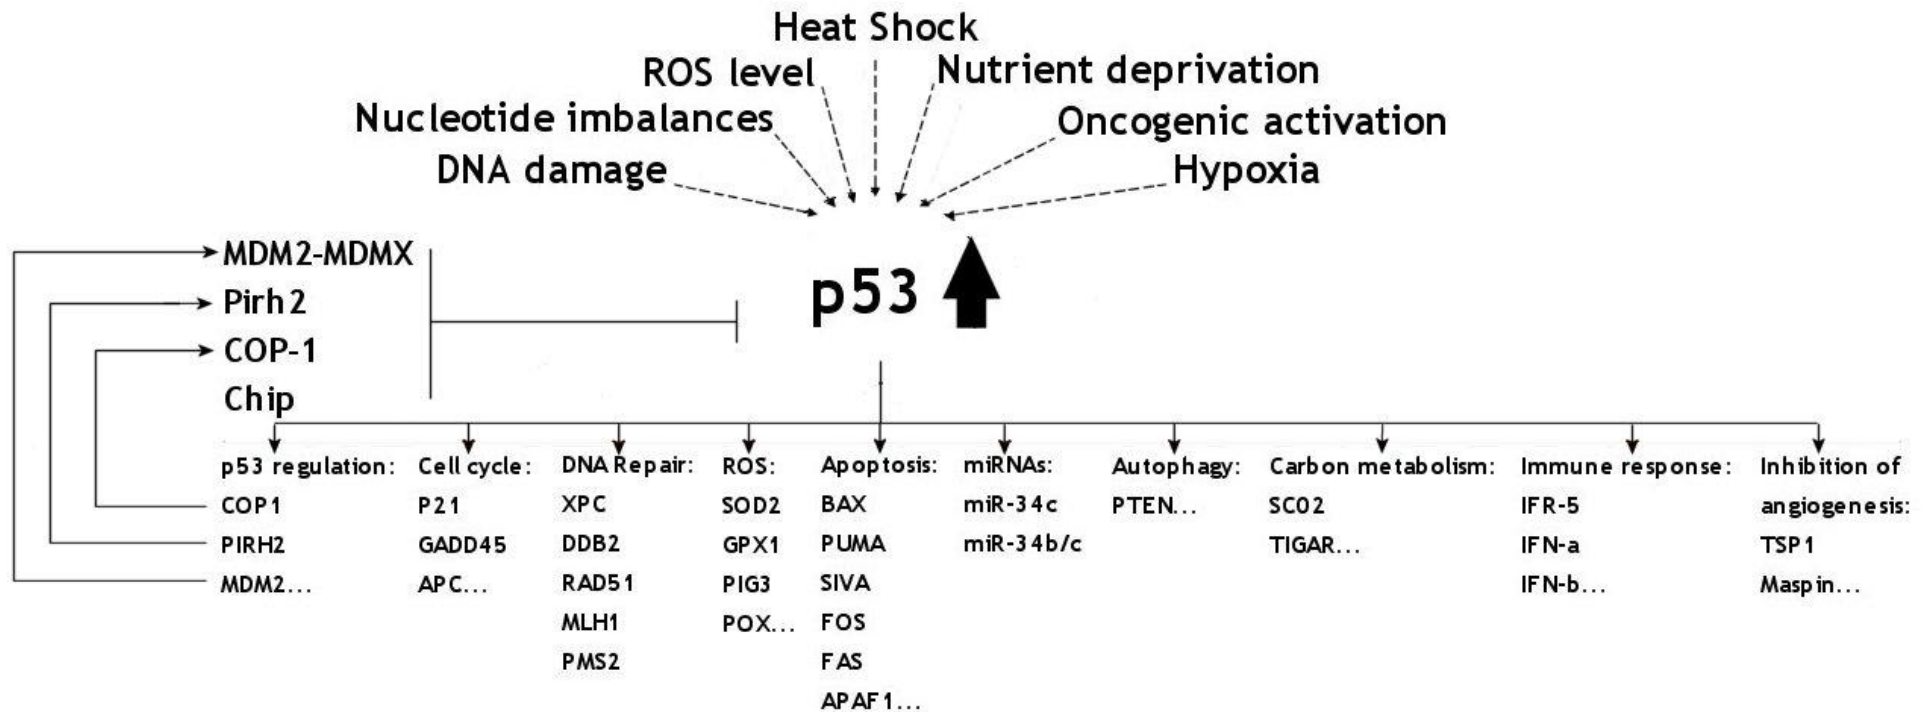 Heat Shock
ROS level
Nutrient deprivation
Nucleotide imbalances
Oncogenic activation
DNA damage
Hypoxia
MDM2-MDMX
Pirh2
COP-1
Chip
p53
p53 regulation:
COP1
PIRH2
MDM2...
Cell cycle:
P21
GADD45
APC...
DNA Repair:
XPC
DDB2
RAD51
MLH1
PMS2
ROS:
SOD2
GPX1
PIG3
POX...
Apoptosis:
BAX
PUMA
SIVA
FOS
FAS
APAF1...
miRNAs:
miR-34c
miR-34b/c
Autophagy:
PTEN...
Carbon metabolism:
SCO2
TIGAR...
Immune response:
IFR-5
IFN-a
IFN-b...
Inhibition of
angiogenesis:
TSP1
Maspin...